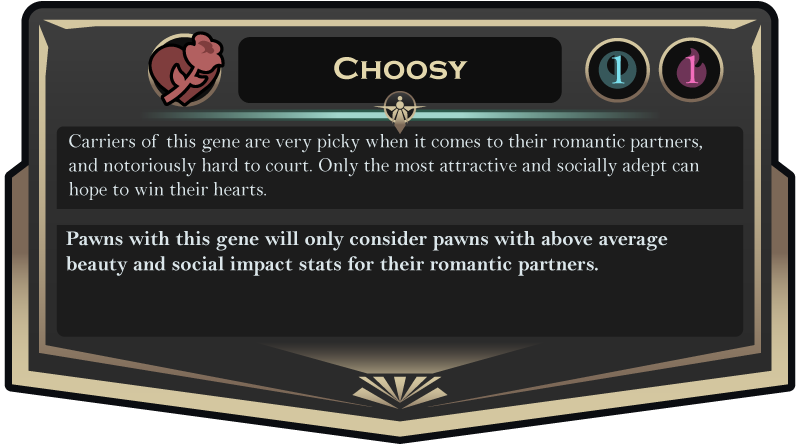 Choosy
1 1
Carriers of this gene are very picky when it comes to their romantic partners,
and notoriously hard to court. Only the most attractive and socially adept can
hope to win their hearts.
Pawns with this gene will only consider pawns with above average
beauty and social impact stats for their romantic partners.